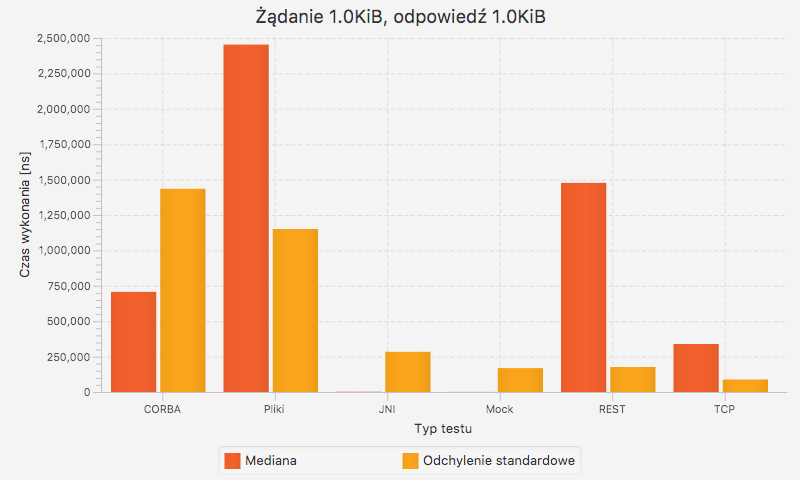 Żądanie 1.0KiB, odpowiedź 1.0KiB
Czas wykonania [ns]
2,500,000
2,250,000
2,000,000
1,750,000
1,500,000
1,250,000
1,000,000
750,000
500,000
250,000
0
CORBA Pliki JNI Mock REST TCP
Typ testu
Mediana Odchylenie standardowe